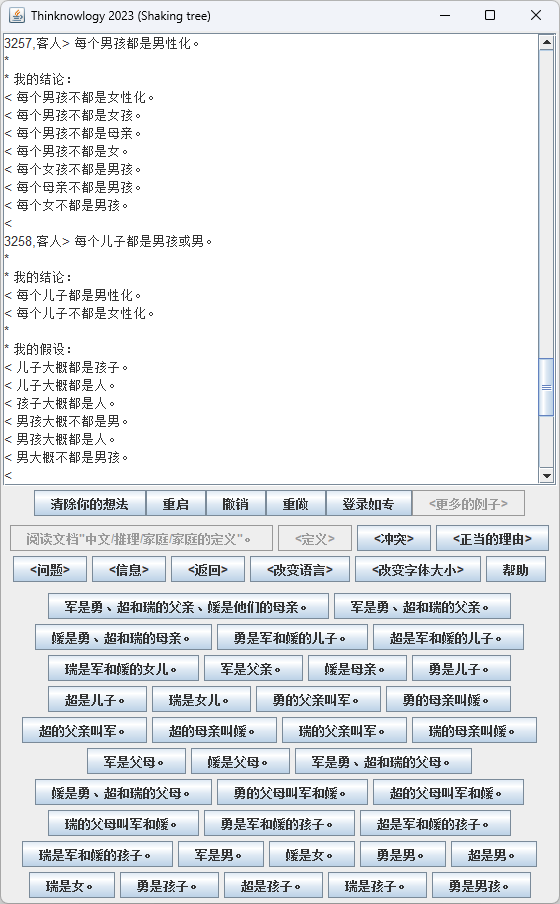 Thinknowlogy 2023 (Shaking tree)
3257,客人> 每个男孩都是男性化。
*
* 我的结论：
< 每个男孩不都是女性化。
< 每个男孩不都是女孩。
< 每个男孩不都是母亲。
< 每个男孩不都是女。
< 每个女孩不都是男孩。
< 每个母亲不都是男孩。
< 每个女不都是男孩。
<
3258,客人> 每个儿子都是男孩或男。
*
* 我的结论：
< 每个儿子都是男性化。
< 每个儿子不都是女性化。
*
* 我的假设：
< 儿子大概都是孩子。
< 儿子大概都是人。
< 孩子大概都是人。
< 男孩大概不都是男。
< 男孩大概都是人。
< 男大概不都是男孩。
<
清除你的想法 重启 撤销 重做 登录如专 <更多的例子>
阅读文档"中文/推理/家庭/家庭的定义"。 <定义> <冲突> <正当的理由>
<问题> <信息> <返回> <改变语言> <改变字体大小> 帮助
军是勇、超和瑞的父亲、媛是他们的母亲。 军是勇、超和瑞的父亲。
媛是勇、超和瑞的母亲。 勇是军和媛的儿子。 超是军和媛的儿子。
瑞是军和媛的女儿。 军是父亲。 媛是母亲。 勇是儿子。
超是儿子。 瑞是女儿。 勇的父亲叫军。 勇的母亲叫媛。
超的父亲叫军。 超的母亲叫媛。 瑞的父亲叫军。 瑞的母亲叫媛。
军是父母。 媛是父母。 军是勇、超和瑞的父母。
媛是勇、超和瑞的父母。 勇的父母叫军和媛。 超的父母叫军和媛。
瑞的父母叫军和媛。 勇是军和媛的孩子。 超是军和媛的孩子。
瑞是军和媛的孩子。 军是男。 媛是女。 勇是男。 超是男。
瑞是女。 勇是孩子。 超是孩子。 瑞是孩子。 勇是男孩。